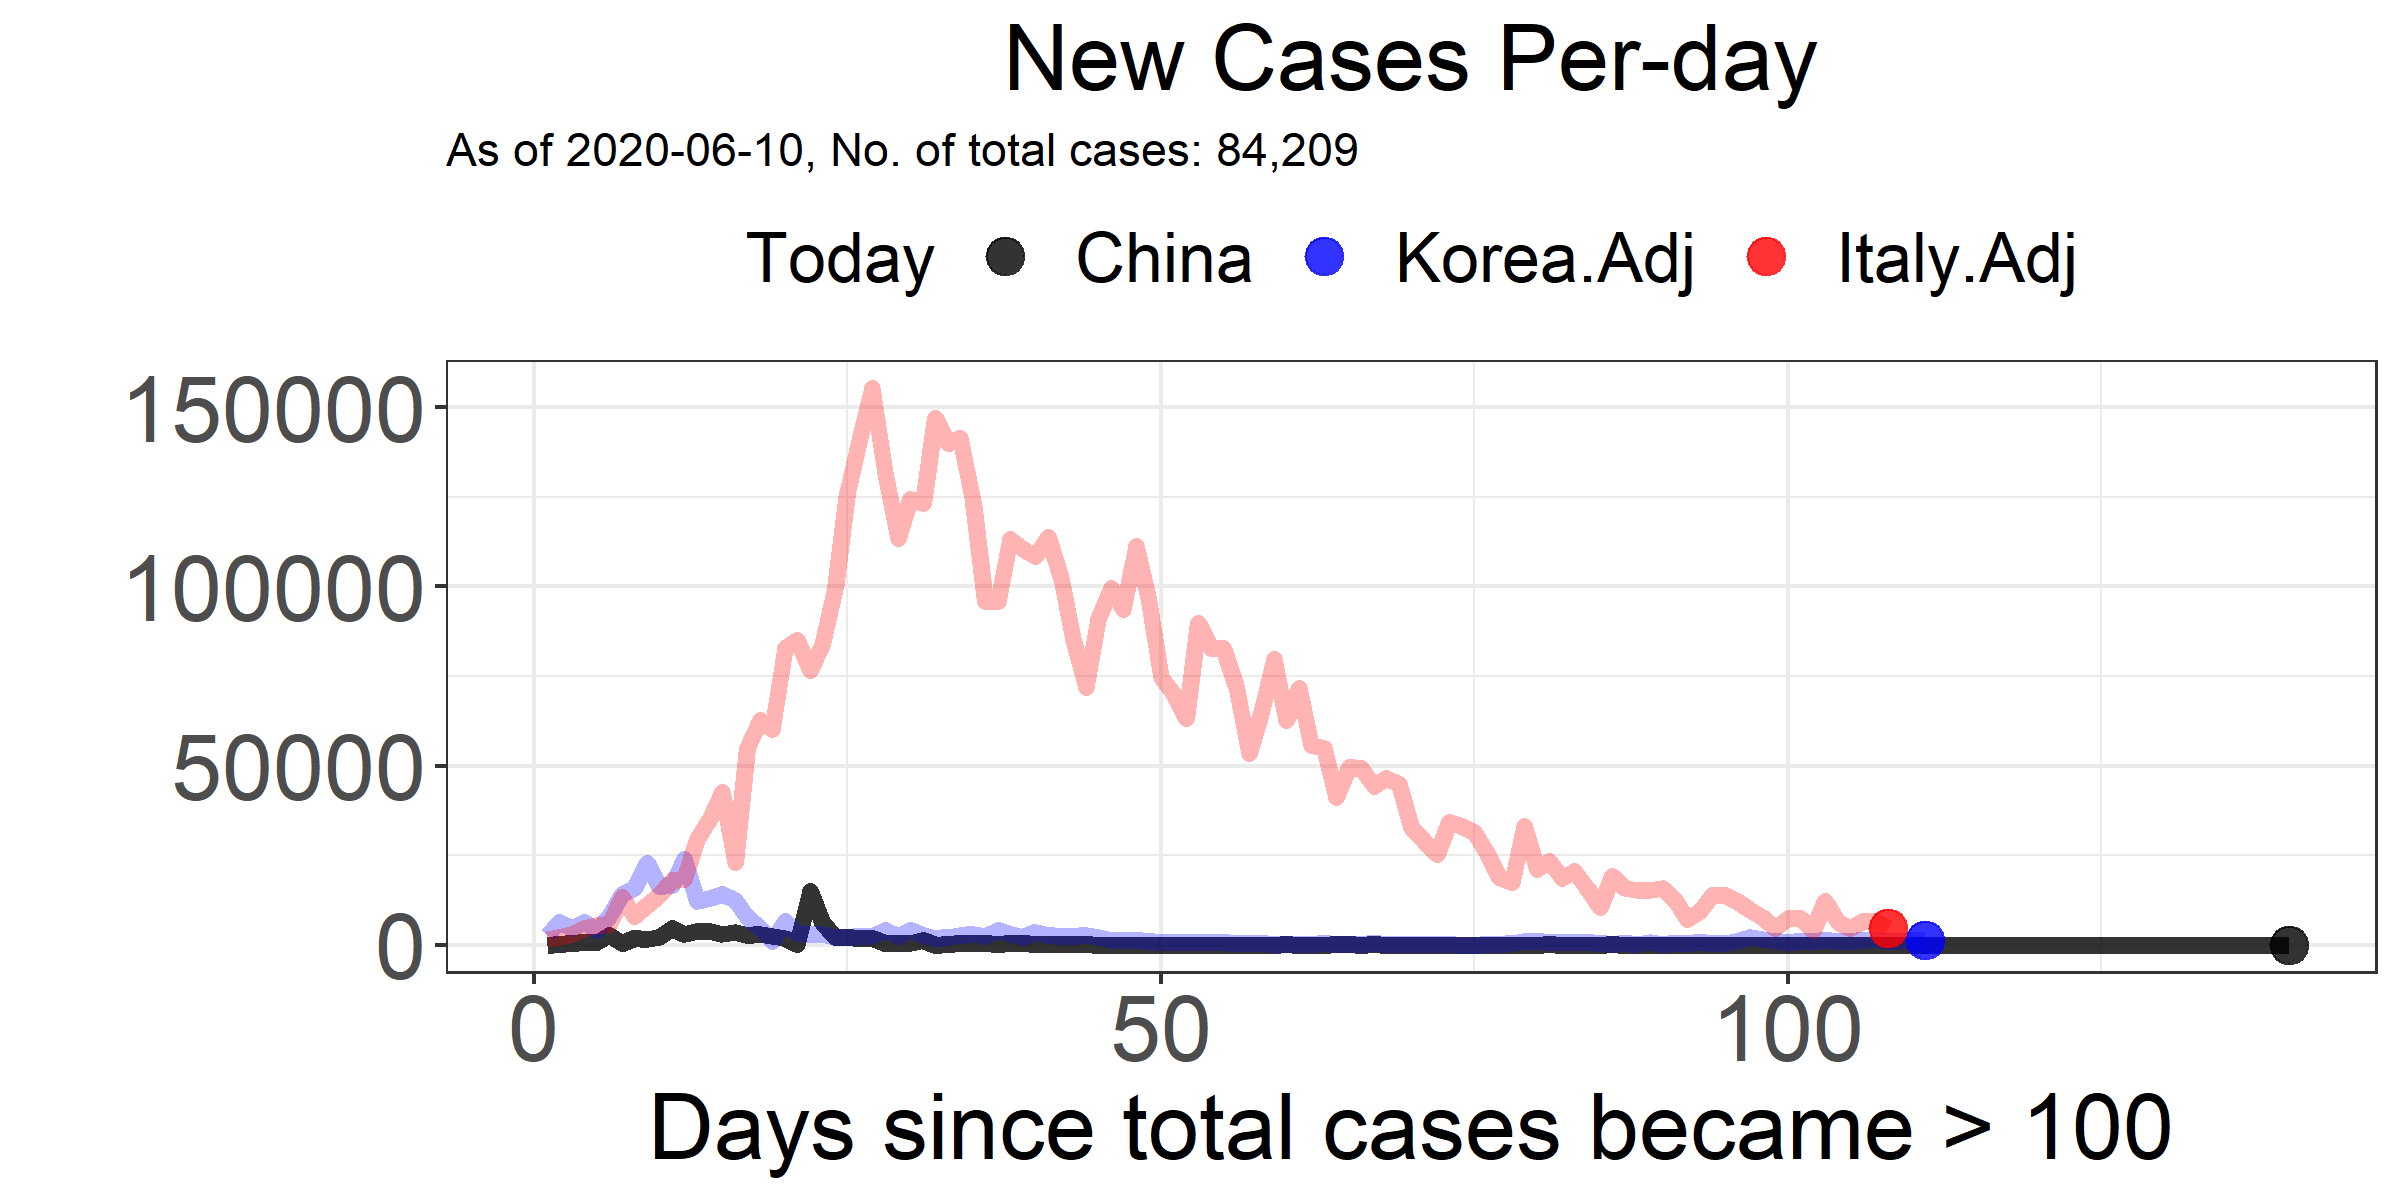 New Cases Per-day
As of 2020-06-10, No. of total cases: 84,209
Today China Korea.Adj Italy.Adj
150000
100000
50000
0
0 50 100
Days since total cases became > 100